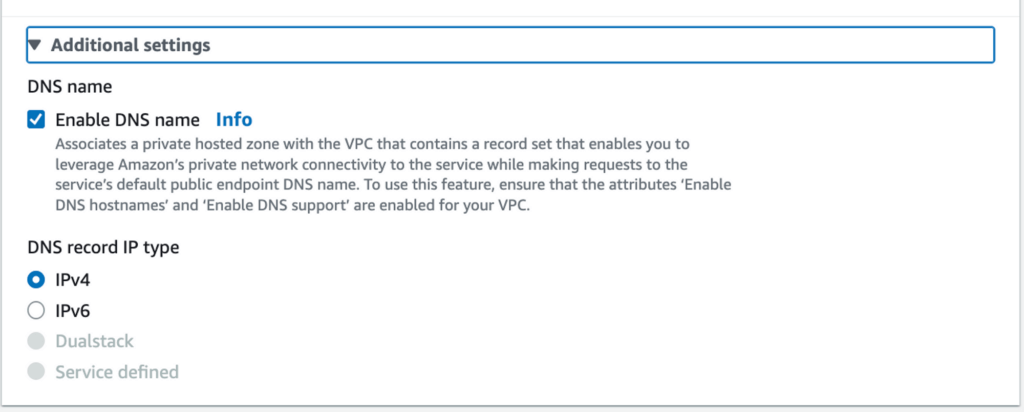 Additional settings
DNS name
Enable DNS name Info
Associates a private hosted zone with the VPC that contains a record set that enables you to
leverage Amazon’s private network connectivity to the service while making requests to the
service’s default public endpoint DNS name. To use this feature, ensure that the attributes ‘Enable
DNS hostnames’ and ‘Enable DNS support’ are enabled for your VPC.
DNS record IP type
IPv4
IPv6
Dualstack
Service defined